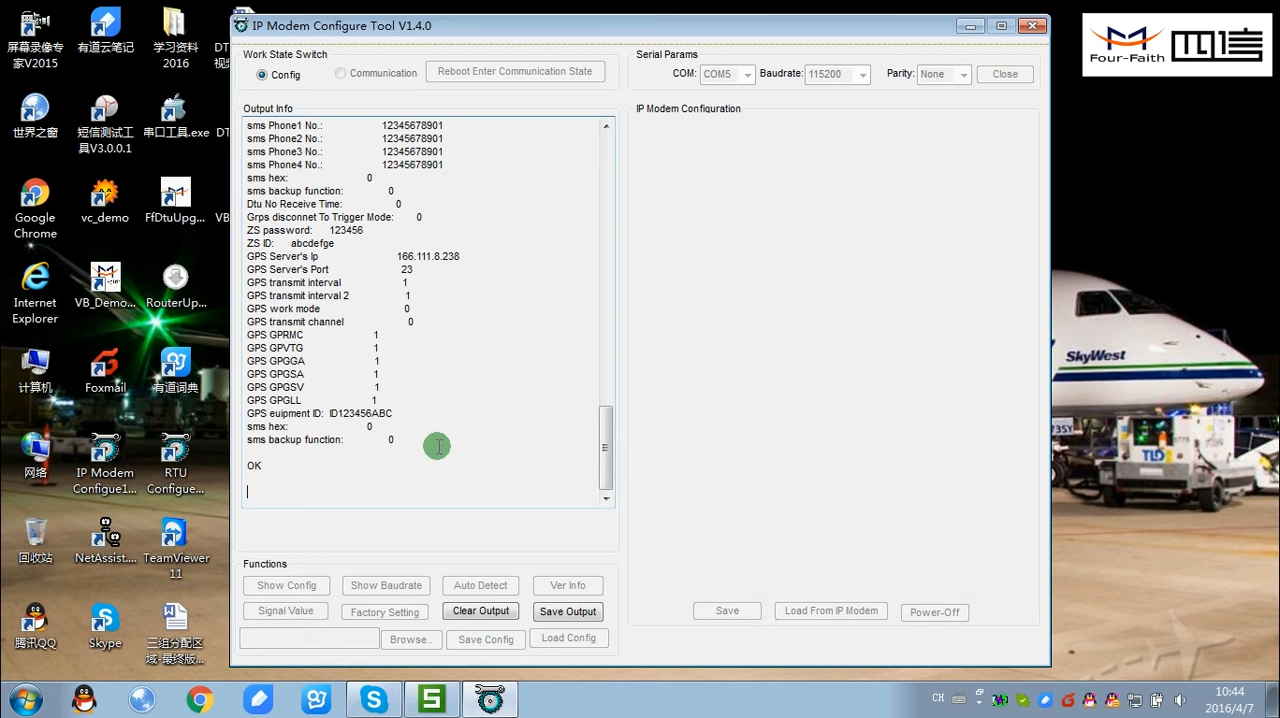 IP Modem Configure Tool V1.4.0
Work State Switch
Config
Communication
Reboot Enter Communication State
Serial Params
COM: COM5
Baudrate: 115200
Parity: None
Close
Output Info
sms Phone1 No.: 12345678901
sms Phone2 No.: 12345678901
sms Phone3 No.: 12345678901
sms Phone4 No.: 12345678901
sms hex: 0
sms backup function: 0
Dtu No Receive Time: 0
Grps disconnet To Trigger Mode: 0
ZS password: 123456
ZS ID: abcdefge
GPS Server's Ip 166.111.8.238
GPS Server's Port 23
GPS transmit interval 1
GPS transmit interval 2 1
GPS work mode 0
GPS transmit channel 0
GPS GPRMC 1
GPS GPVTG 1
GPS GPGGA 1
GPS GPGSA 1
GPS GPGSV 1
GPS GPGLL 1
GPS euipment ID: ID123456ABC
sms hex: 0
sms backup function: 0
OK
IP Modem Configuration
Functions
Show Config
Show Baudrate
Auto Detect
Ver Info
Signal Value
Factory Setting
Clear Output
Save Output
Browse..
Save Config
Load Config
Save
Load From IP Modem
Power-Off
Four-Faith
四信
屏幕录像专
家V2015
有道云笔记
学习资料
2016
世界之窗
短信测试工
具V3.0.0.1
串口工具.exe
Google
Chrome
vc_demo
FfDtuUpg...
Internet
Explorer
VB_Demo...
RouterUp...
计算机
Foxmail
有道词典
网络
IP Modem
Configue1...
RTU
Configue...
回收站
NetAssist....
TeamViewer
11
腾讯QQ
Skype
三组分配区
域-最终版...
SkyWest
TLD
CH
10:44
2016/4/7